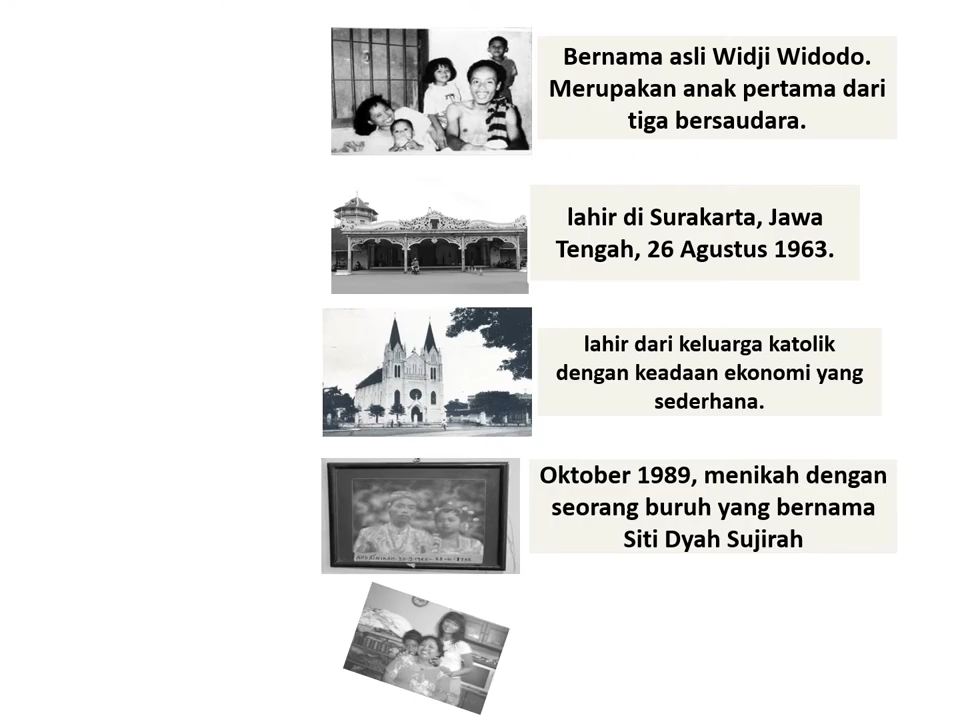 Bernama asli Widji Widodo.
Merupakan anak pertama dari
tiga bersaudara.
lahir di Surakarta, Jawa
Tengah, 26 Agustus 1963.
lahir dari keluarga katolik
dengan keadaan ekonomi yang
sederhana.
Oktober 1989, menikah dengan
seorang buruh yang bernama
Siti Dyah Sujirah